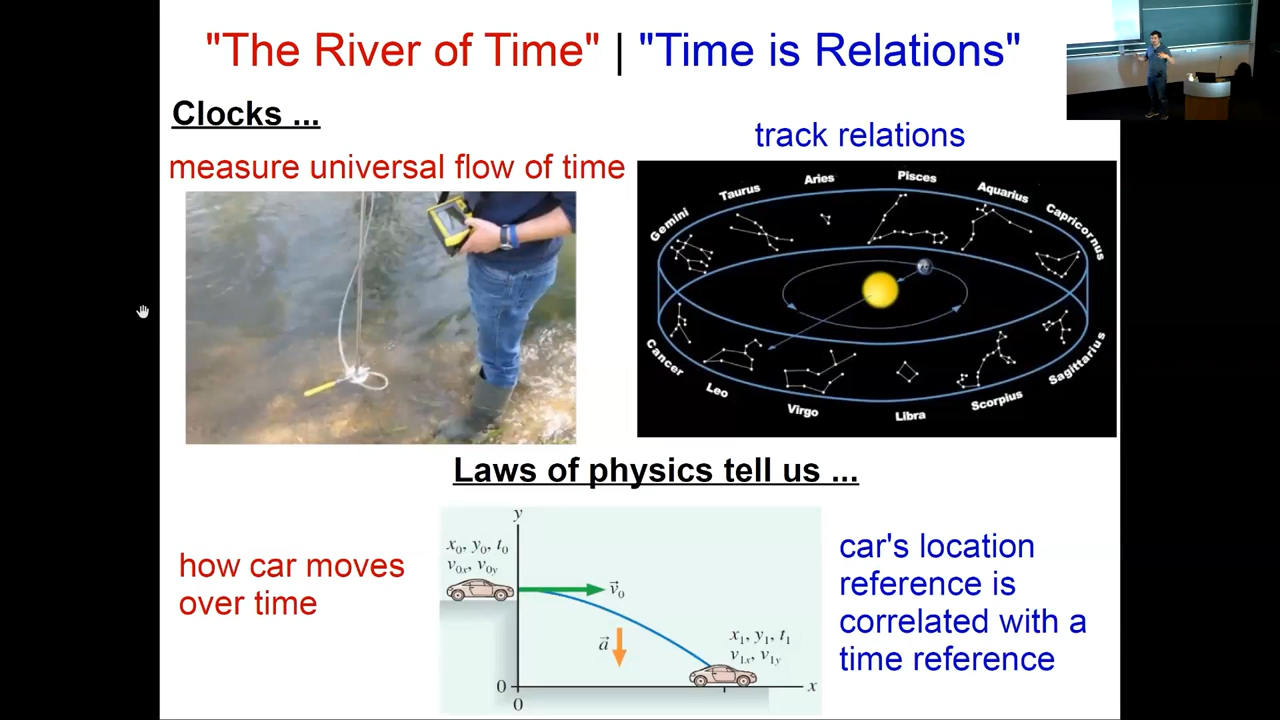 "The River of Time" | "Time is Relations"
Clocks ...
measure universal flow of time
track relations
Gemini
Taurus
Aries
Pisces
Aquarius
Capricornus
Cancer
Leo
Virgo
Libra
Scorpius
Sagittarius
Laws of physics tell us ...
how car moves
over time
y
x₀, y₀, t₀
v₀ₓ, v₀y
v⃗₀
a⃗
x₁, y₁, t₁
v₁ₓ, v₁y
0
x
0
car's location
reference is
correlated with a
time reference